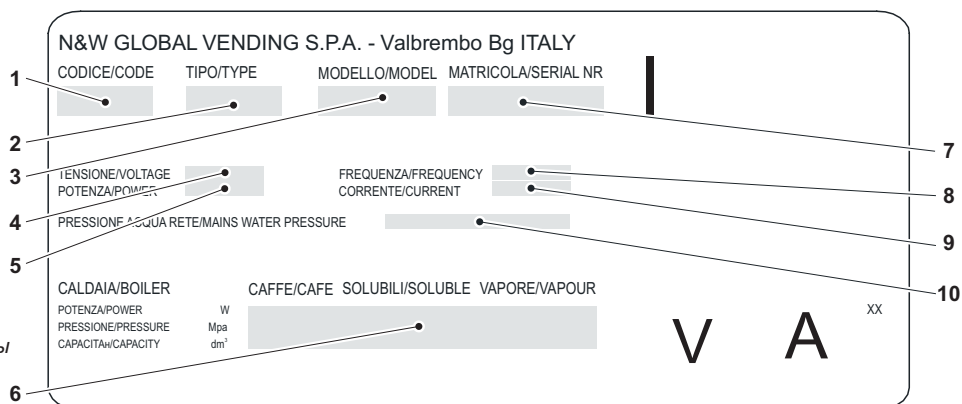 N&W GLOBAL VENDING S.P.A. - Valbrembo Bg ITALY
CODICE/CODE TIPO/TYPE MODELLO/MODEL MATRICOLA/SERIAL NR
1
2
3
7
TENSIONE/VOLTAGE FREQUENZA/FREQUENCY
POTENZA/POWER CORRENTE/CURRENT
4
8
PRESSIONE ACQUA RETE/MAINS WATER PRESSURE
9
5
10
CALDAIA/BOILER CAFFE/CAFE SOLUBILI/SOLUBLE VAPORE/VAPOUR
POTENZA/POWER W
PRESSIONE/PRESSURE Mpa
CAPACITAH/CAPACITY dm³
XX
V A
ol
6